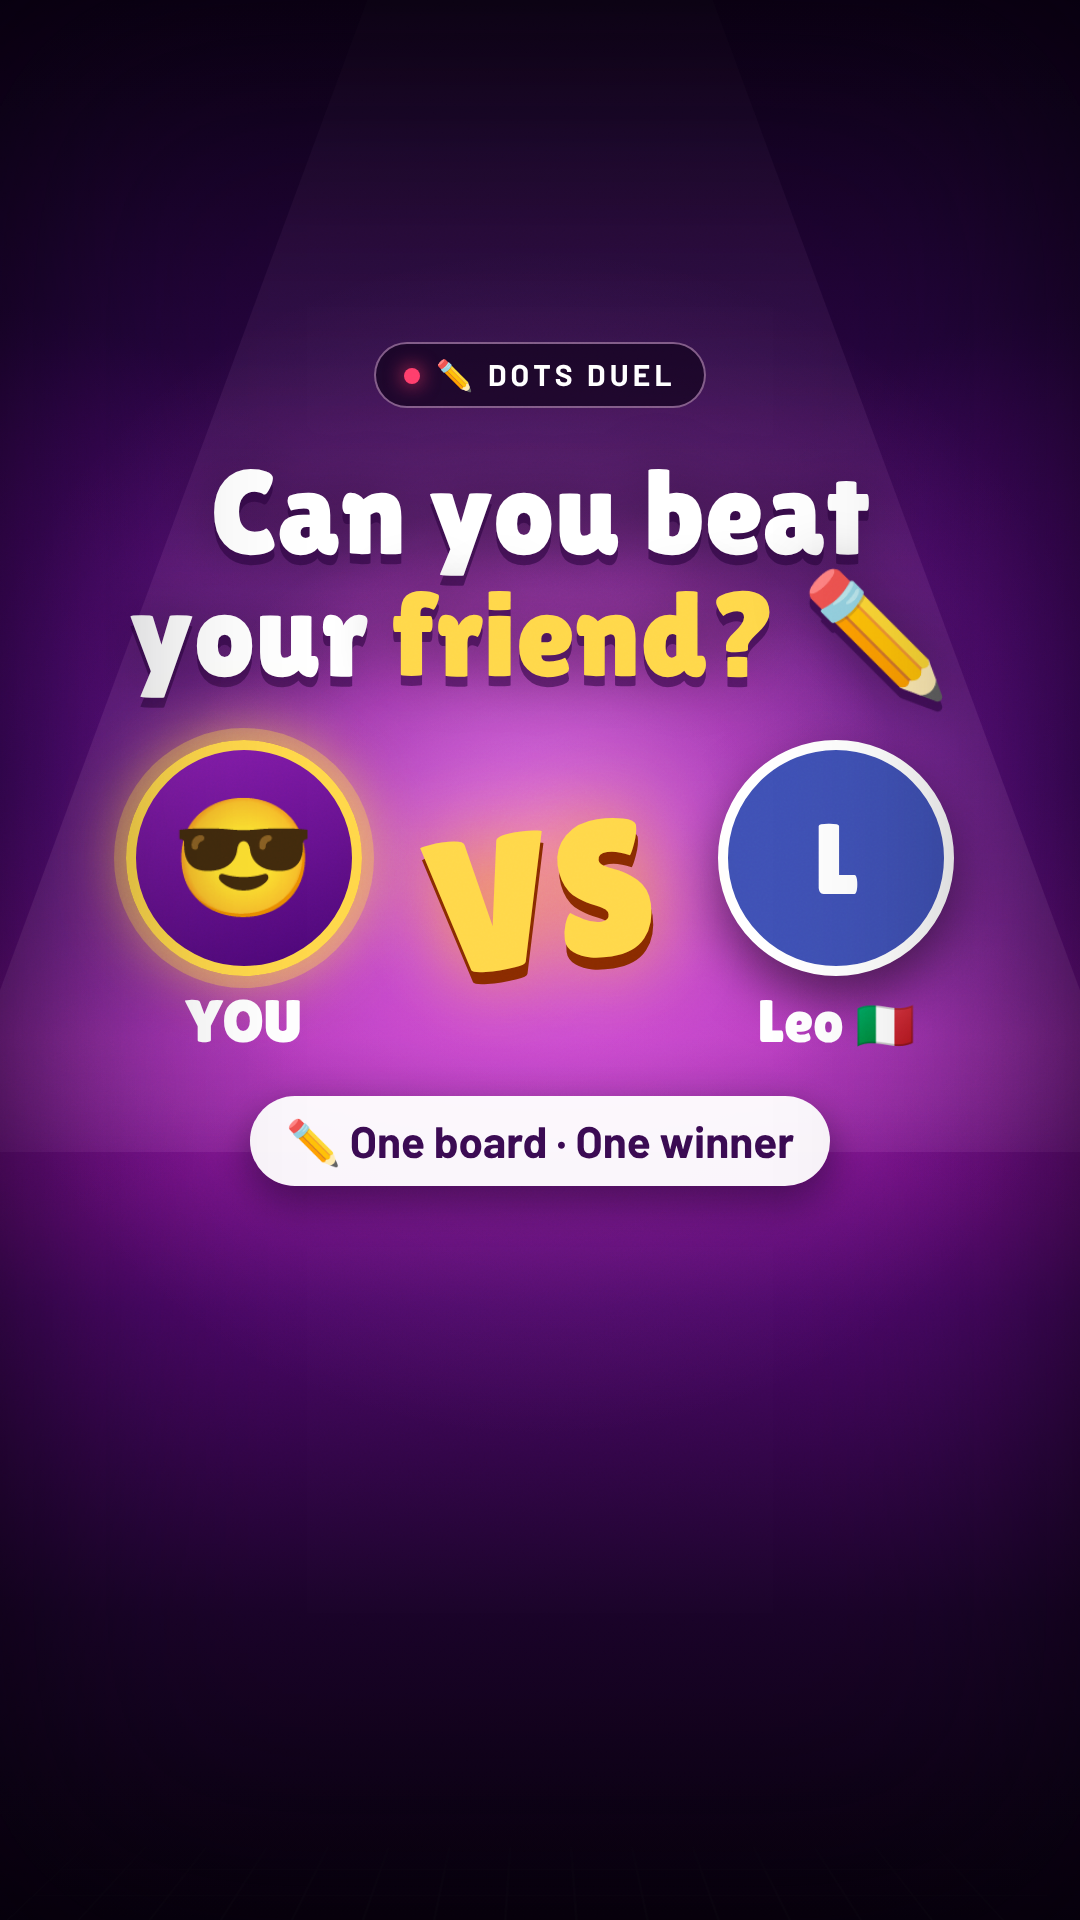 ✏️ DOTS DUEL
Can you beat
your friend? ✏️
VS
L
YOU
Leo 🇮🇹
✏️ One board · One winner